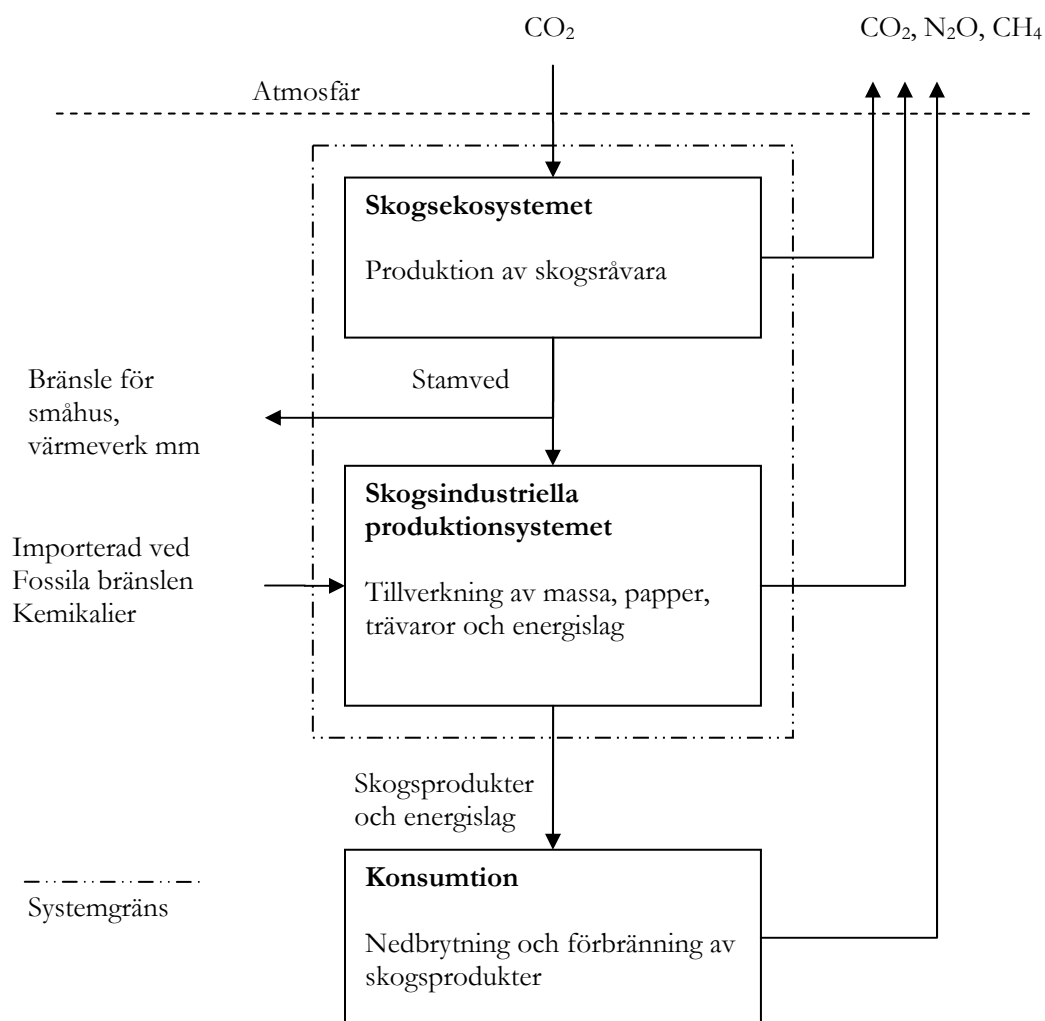 CO₂
CO₂, N₂O, CH₄
Atmosfär
Skogsekosystemet
Produktion av skogsråvara
Stamved
Bränsle för
småhus,
värmeverk mm
Skogsindustriella
produktionsystemet
Importerad ved
Fossila bränslen
Kemikalier
Tillverkning av massa, papper,
trävaror och energislag
Skogsprodukter
och energislag
Konsumtion
Systemgräns
Nedbrytning och förbränning av
skogsprodukter